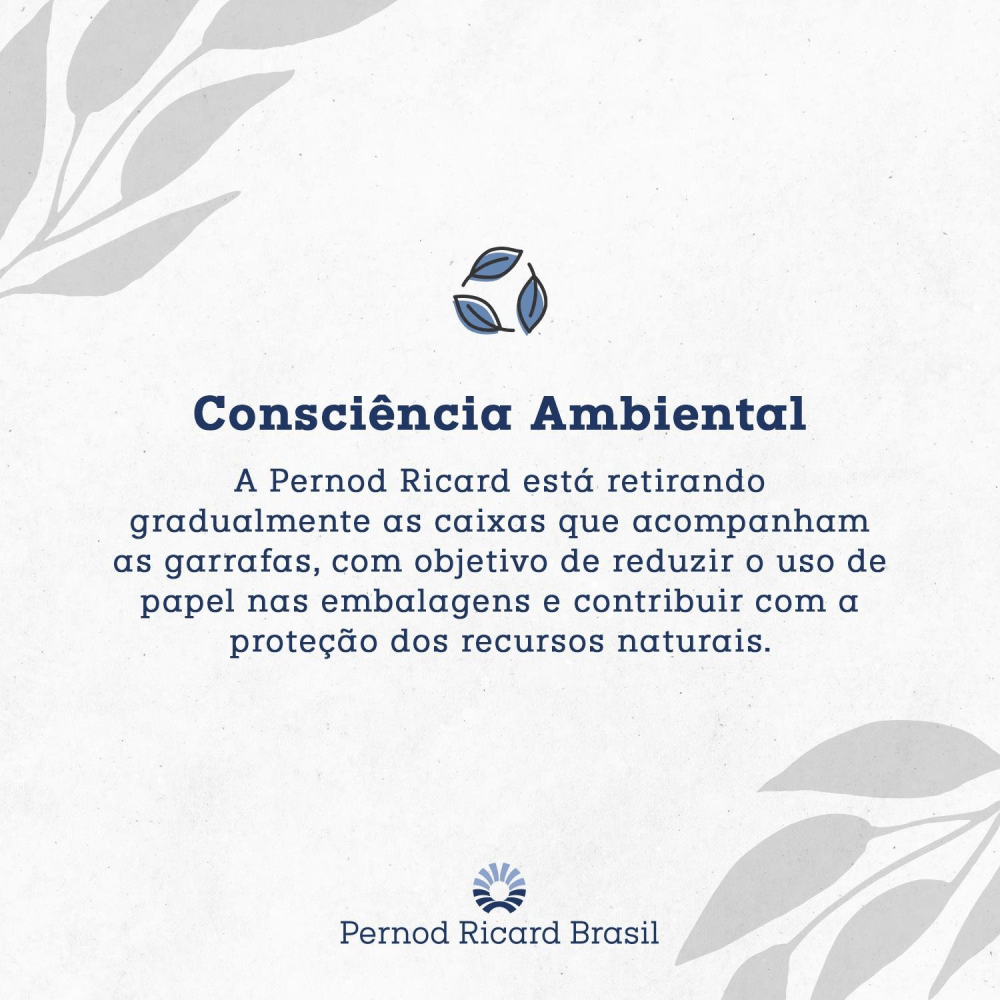 Consciência Ambiental
A Pernod Ricard está retirando
gradualmente as caixas que acompanham
as garrafas, com objetivo de reduzir o uso de
papel nas embalagens e contribuir com a
proteção dos recursos naturais.
Pernod Ricard Brasil